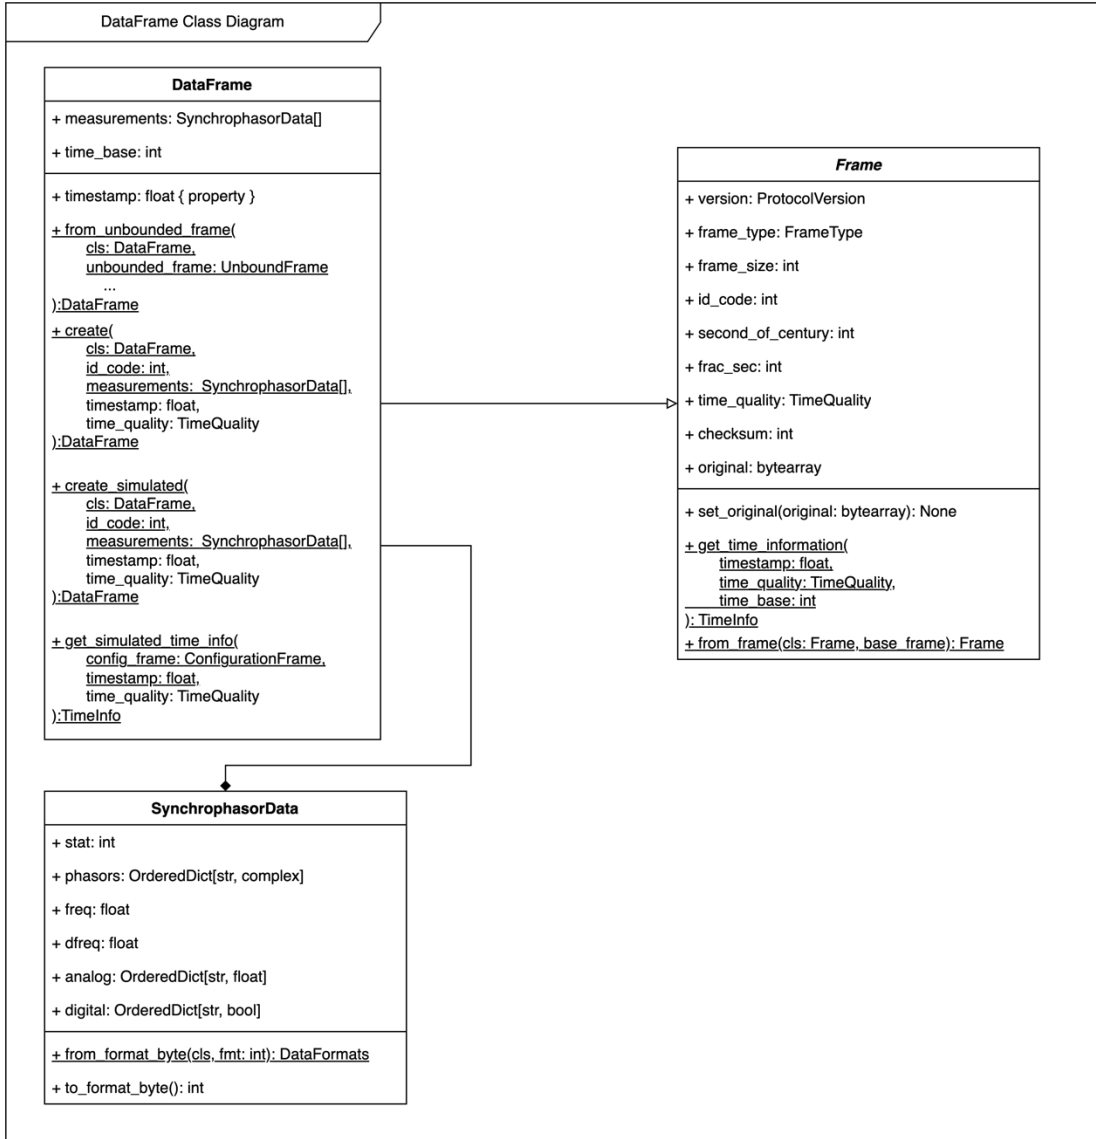 DataFrame Class Diagram
DataFrame
+ measurements: SynchrophasorData[]
+ time_base: int
+ timestamp: float { property }
+ from_unbounded_frame(
cls: DataFrame,
unbounded_frame: UnboundFrame
...
):DataFrame
+ create(
cls: DataFrame,
id_code: int,
measurements: SynchrophasorData[],
timestamp: float,
time_quality: TimeQuality
):DataFrame
+ create_simulated(
cls: DataFrame,
id_code: int,
measurements: SynchrophasorData[],
timestamp: float,
time_quality: TimeQuality
):DataFrame
+ get_simulated_time_info(
config_frame: ConfigurationFrame,
timestamp: float,
time_quality: TimeQuality
):TimeInfo
Frame
+ version: ProtocolVersion
+ frame_type: FrameType
+ frame_size: int
+ id_code: int
+ second_of_century: int
+ frac_sec: int
+ time_quality: TimeQuality
+ checksum: int
+ original: bytearray
+ set_original(original: bytearray): None
+ get_time_information(
timestamp: float,
time_quality: TimeQuality,
time_base: int
): TimeInfo
+ from_frame(cls: Frame, base_frame): Frame
SynchrophasorData
+ stat: int
+ phasors: OrderedDict[str, complex]
+ freq: float
+ dfreq: float
+ analog: OrderedDict[str, float]
+ digital: OrderedDict[str, bool]
+ from_format_byte(cls, fmt: int): DataFormats
+ to_format_byte(): int